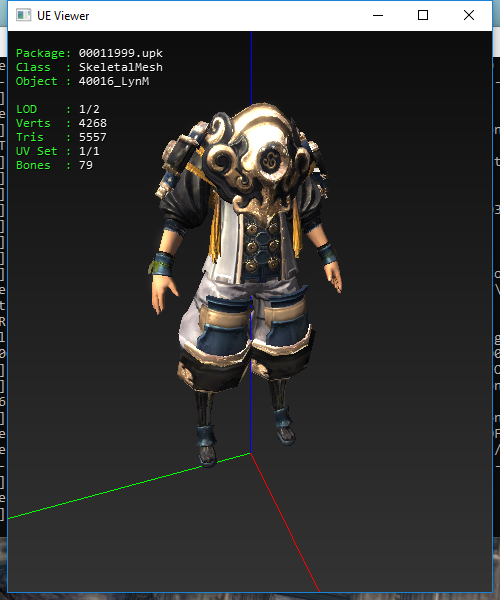 UE Viewer
Package: 00011999.upk
Class : SkeletalMesh
Object : 40016_LynM
LOD : 1/2
Verts : 4268
Tris : 5557
UV Set : 1/1
Bones : 79